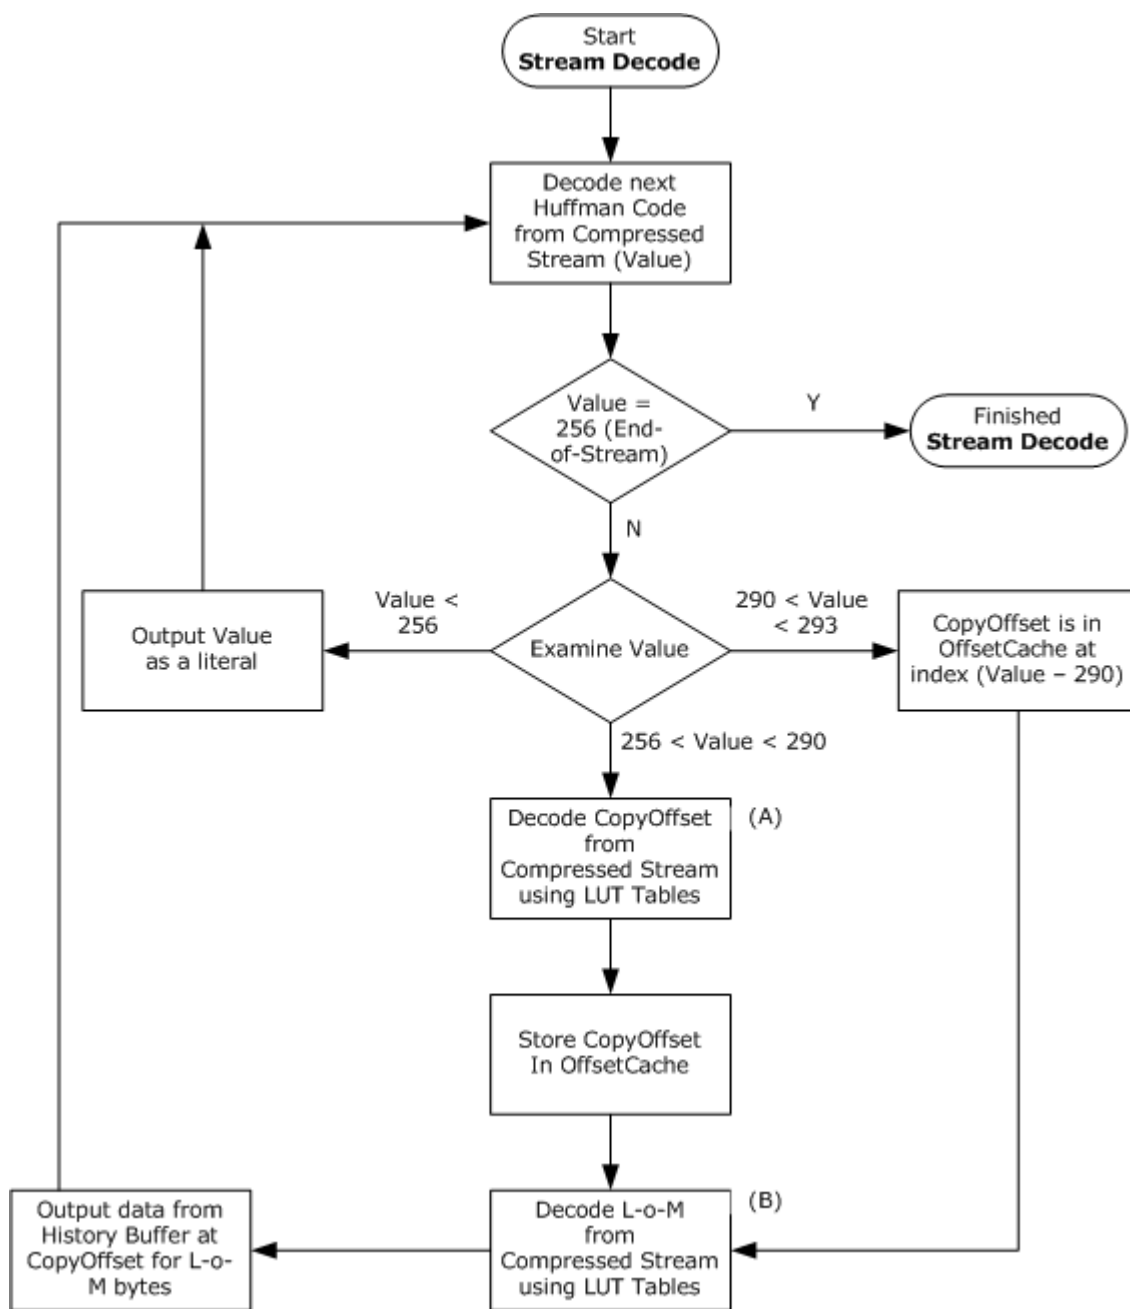 Start
Stream Decode
Decode next
Huffman Code
from Compressed
Stream (Value)
Value =
256 (End-
of-Stream)
Y
Finished
Stream Decode
N
Value <
256
Output Value
as a literal
Examine Value
290 < Value
< 293
CopyOffset is in
OffsetCache at
index (Value – 290)
256 < Value < 290
Decode CopyOffset
from
Compressed Stream
using LUT Tables
(A)
Store CopyOffset
In OffsetCache
Output data from
History Buffer at
CopyOffset for L-o-
M bytes
Decode L-o-M
from
Compressed Stream
using LUT Tables
(B)